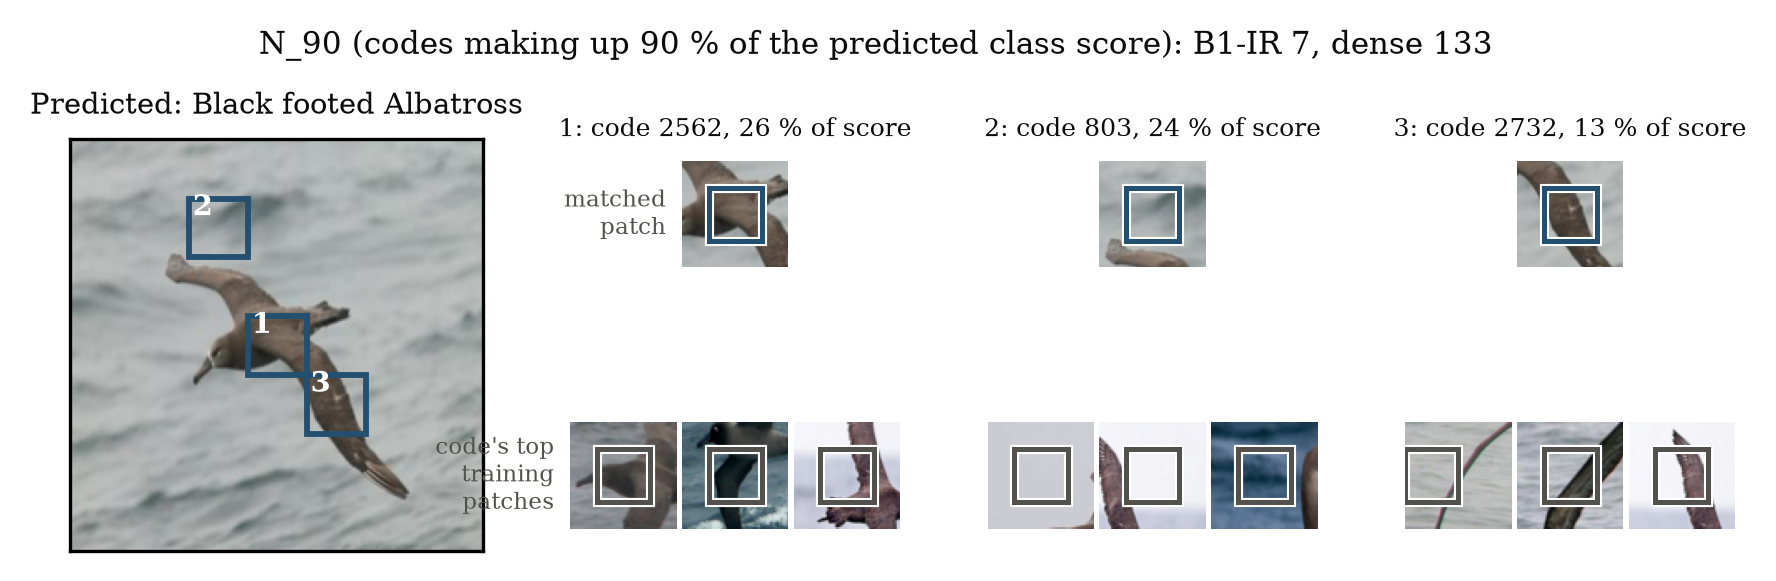 N_90 (codes making up 90 % of the predicted class score): B1-IR 7, dense 133
Predicted: Black footed Albatross
1: code 2562, 26 % of score
2: code 803, 24 % of score
3: code 2732, 13 % of score
2
1
3
matched
patch
code's top
training
patches